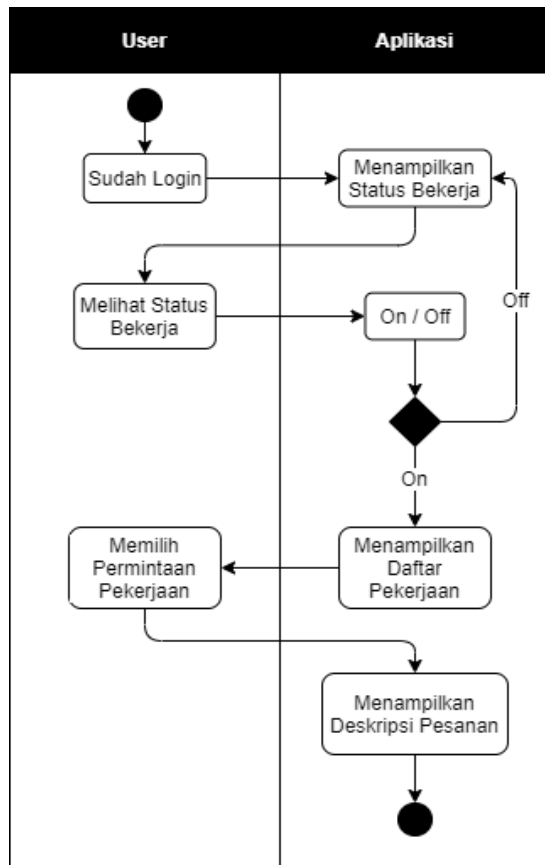 User
Aplikasi
Sudah Login
Menampilkan
Status Bekerja
Melihat Status
Bekerja
On / Off
Off
On
Memilih
Permintaan
Pekerjaan
Menampilkan
Daftar
Pekerjaan
Menampilkan
Deskripsi Pesanan